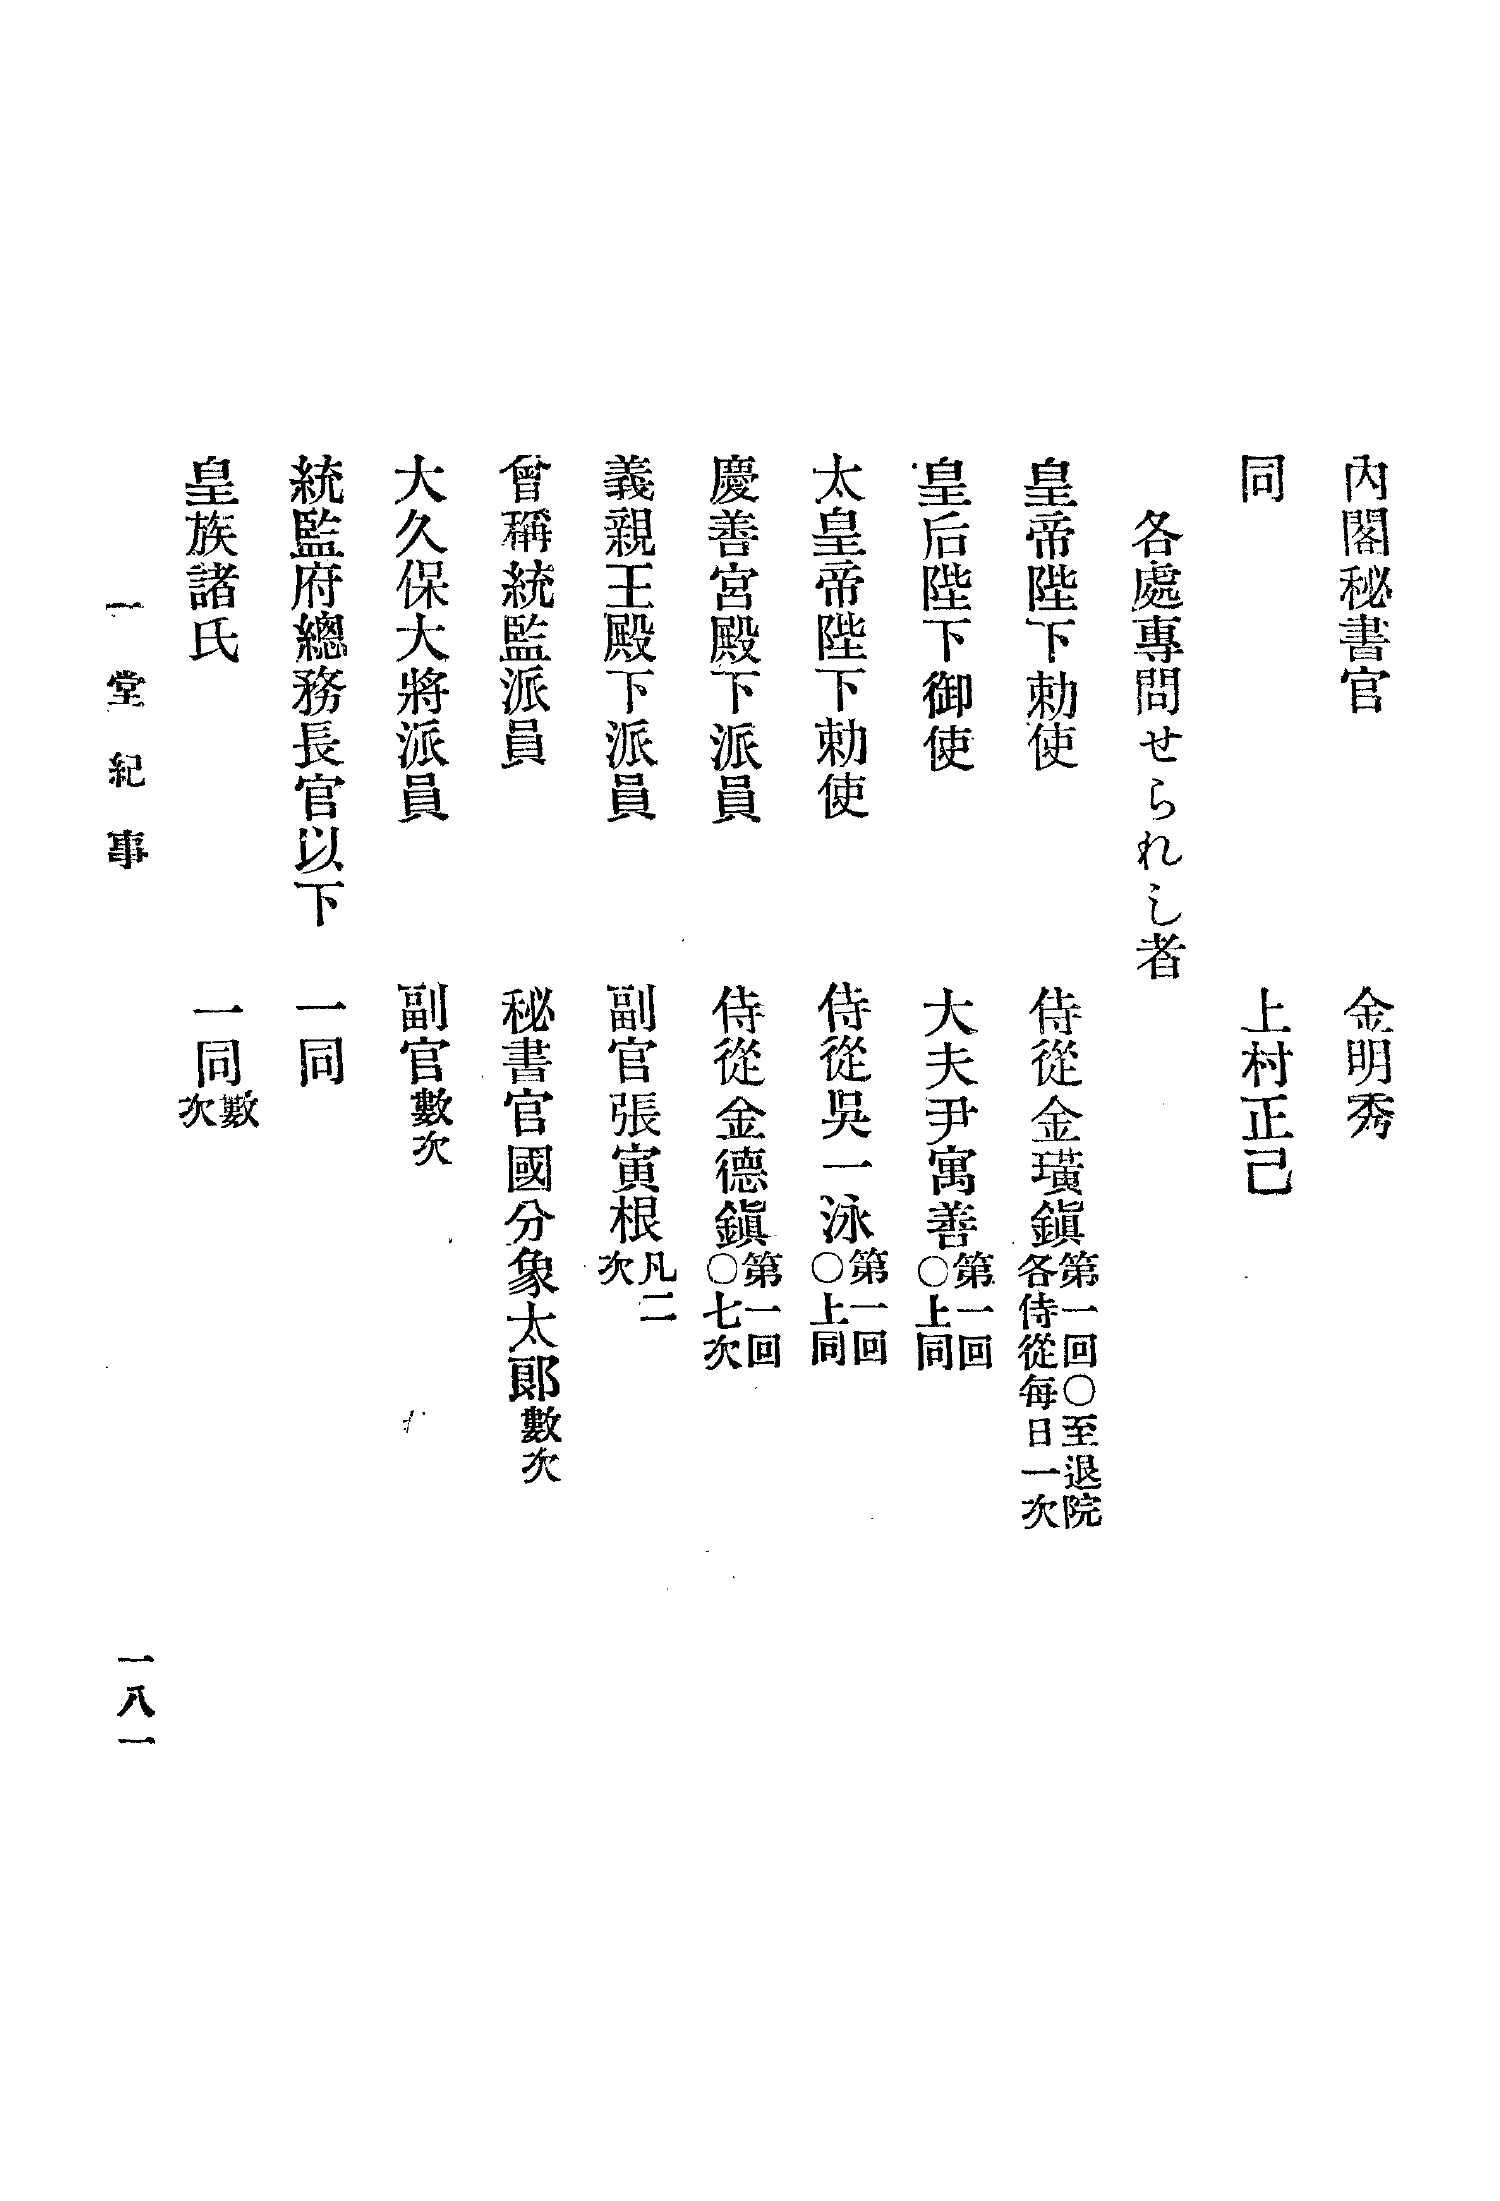 內閣秘書官　金明秀
同　上村正己
各處專問せられし者
皇帝陛下勅使　侍從金璜鎭第一回〇至退院各侍從每日一次
皇后陛下御使　大夫尹寓善第一回〇上同
太皇帝陛下勅使　侍從吳一泳第一回〇上同
慶善宮殿下派員　侍從金德鎭第一回〇七次
義親王殿下派員　副官張寅根凡二次
曾稱統監派員　秘書官國分象太郞數次
大久保大將派員　副官數次
統監府總務長官以下　一同
皇族諸氏　一同數次
一堂紀事
一八一